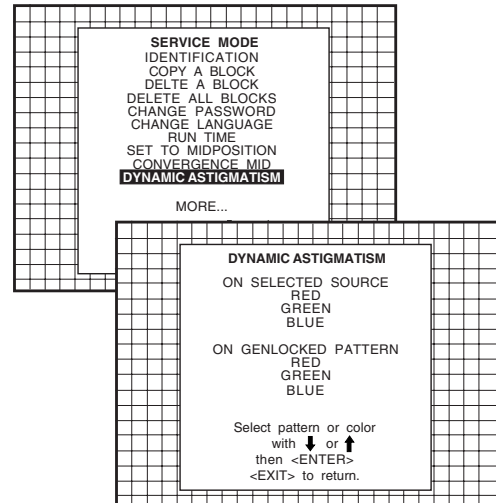 SERVICE MODE
IDENTIFICATION
COPY A BLOCK
DELTE A BLOCK
DELETE ALL BLOCKS
CHANGE PASSWORD
CHANGE LANGUAGE
RUN TIME
SET TO MIDPOSITION
CONVERGENCE MID
DYNAMIC ASTIGMATISM
MORE...
DYNAMIC ASTIGMATISM
ON SELECTED SOURCE
RED
GREEN
BLUE
ON GENLOCKED PATTERN
RED
GREEN
BLUE
Select pattern or color
with ⬇ or ⬆
then <ENTER>
<EXIT> to return.